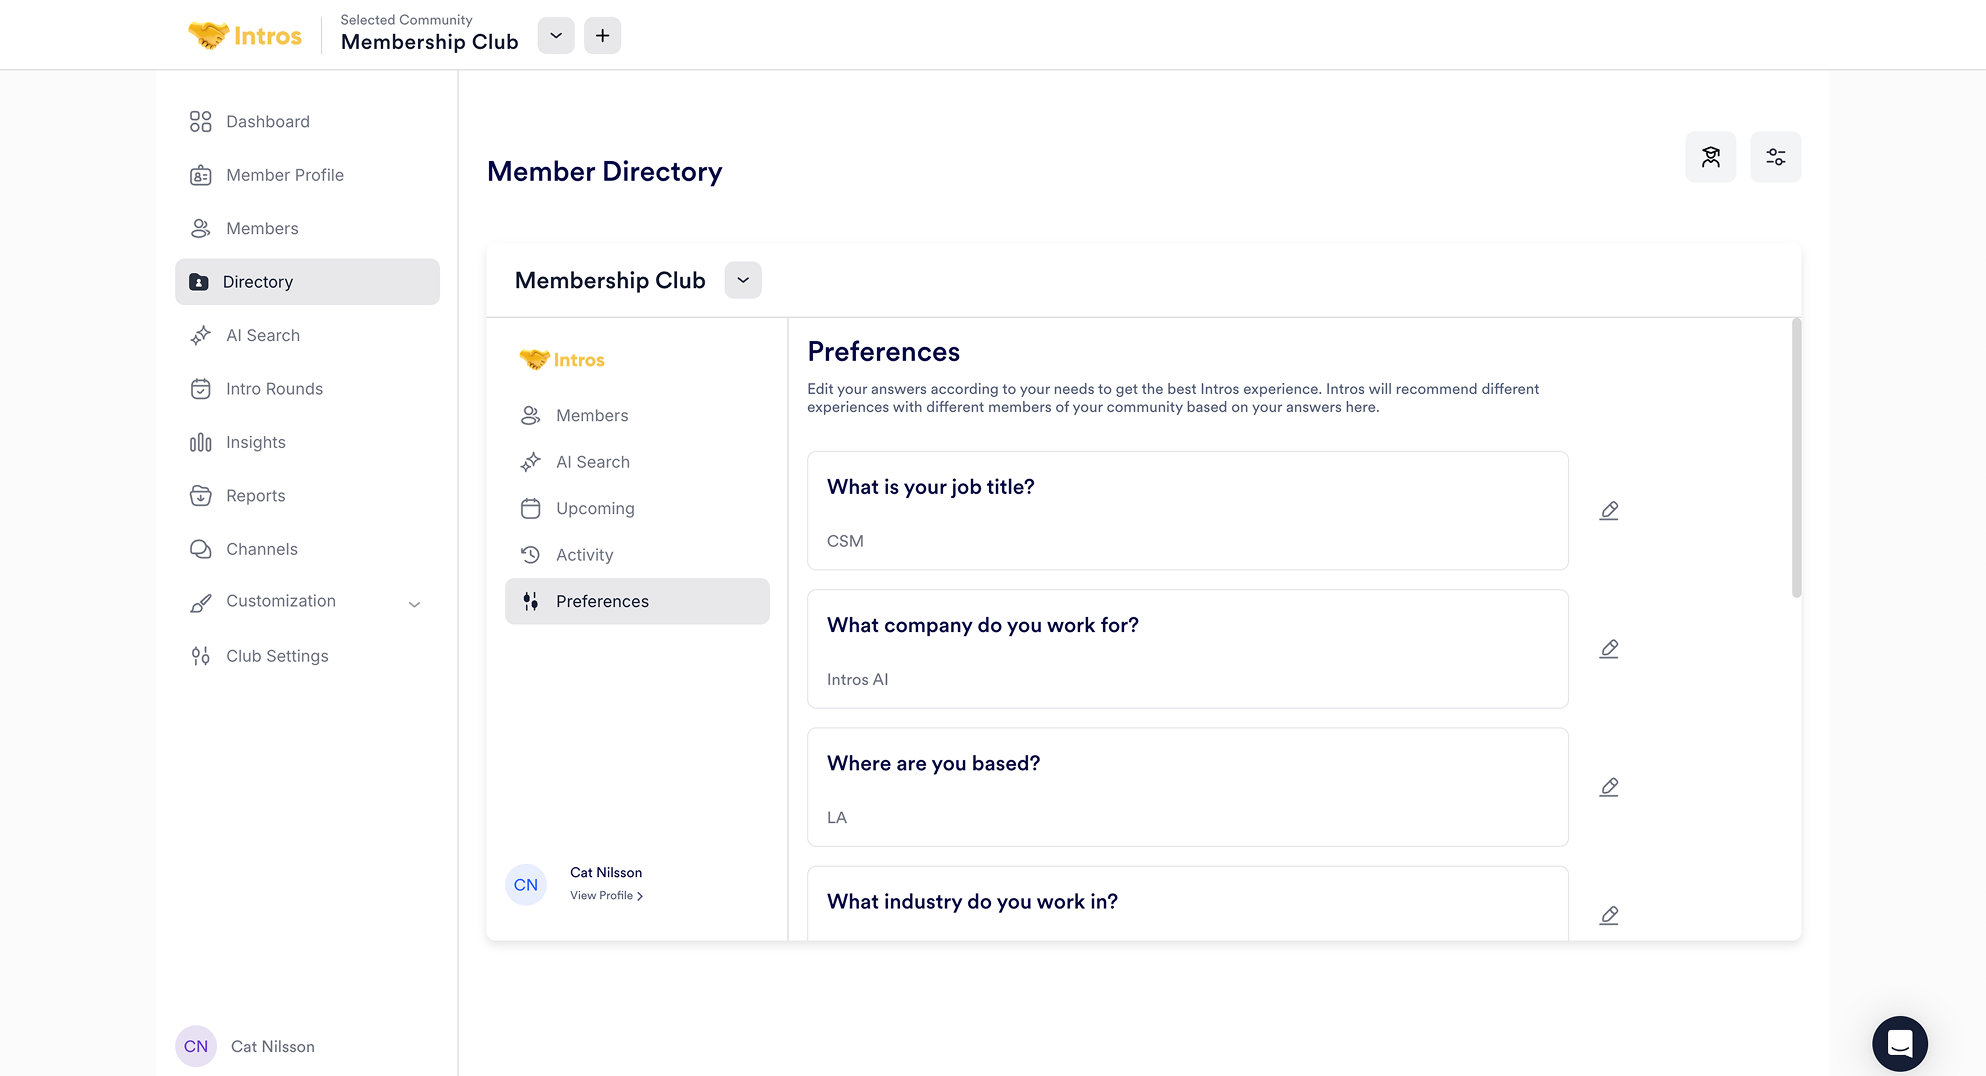 Intros
Selected Community
Membership Club
Dashboard
Member Profile
Members
Directory
AI Search
Intro Rounds
Insights
Reports
Channels
Customization
Club Settings
CN
Cat Nilsson
Member Directory
Membership Club
Intros
Members
AI Search
Upcoming
Activity
Preferences
CN
Cat Nilsson
View Profile
Preferences
Edit your answers according to your needs to get the best Intros experience. Intros will recommend different
experiences with different members of your community based on your answers here.
What is your job title?
CSM
What company do you work for?
Intros AI
Where are you based?
LA
What industry do you work in?